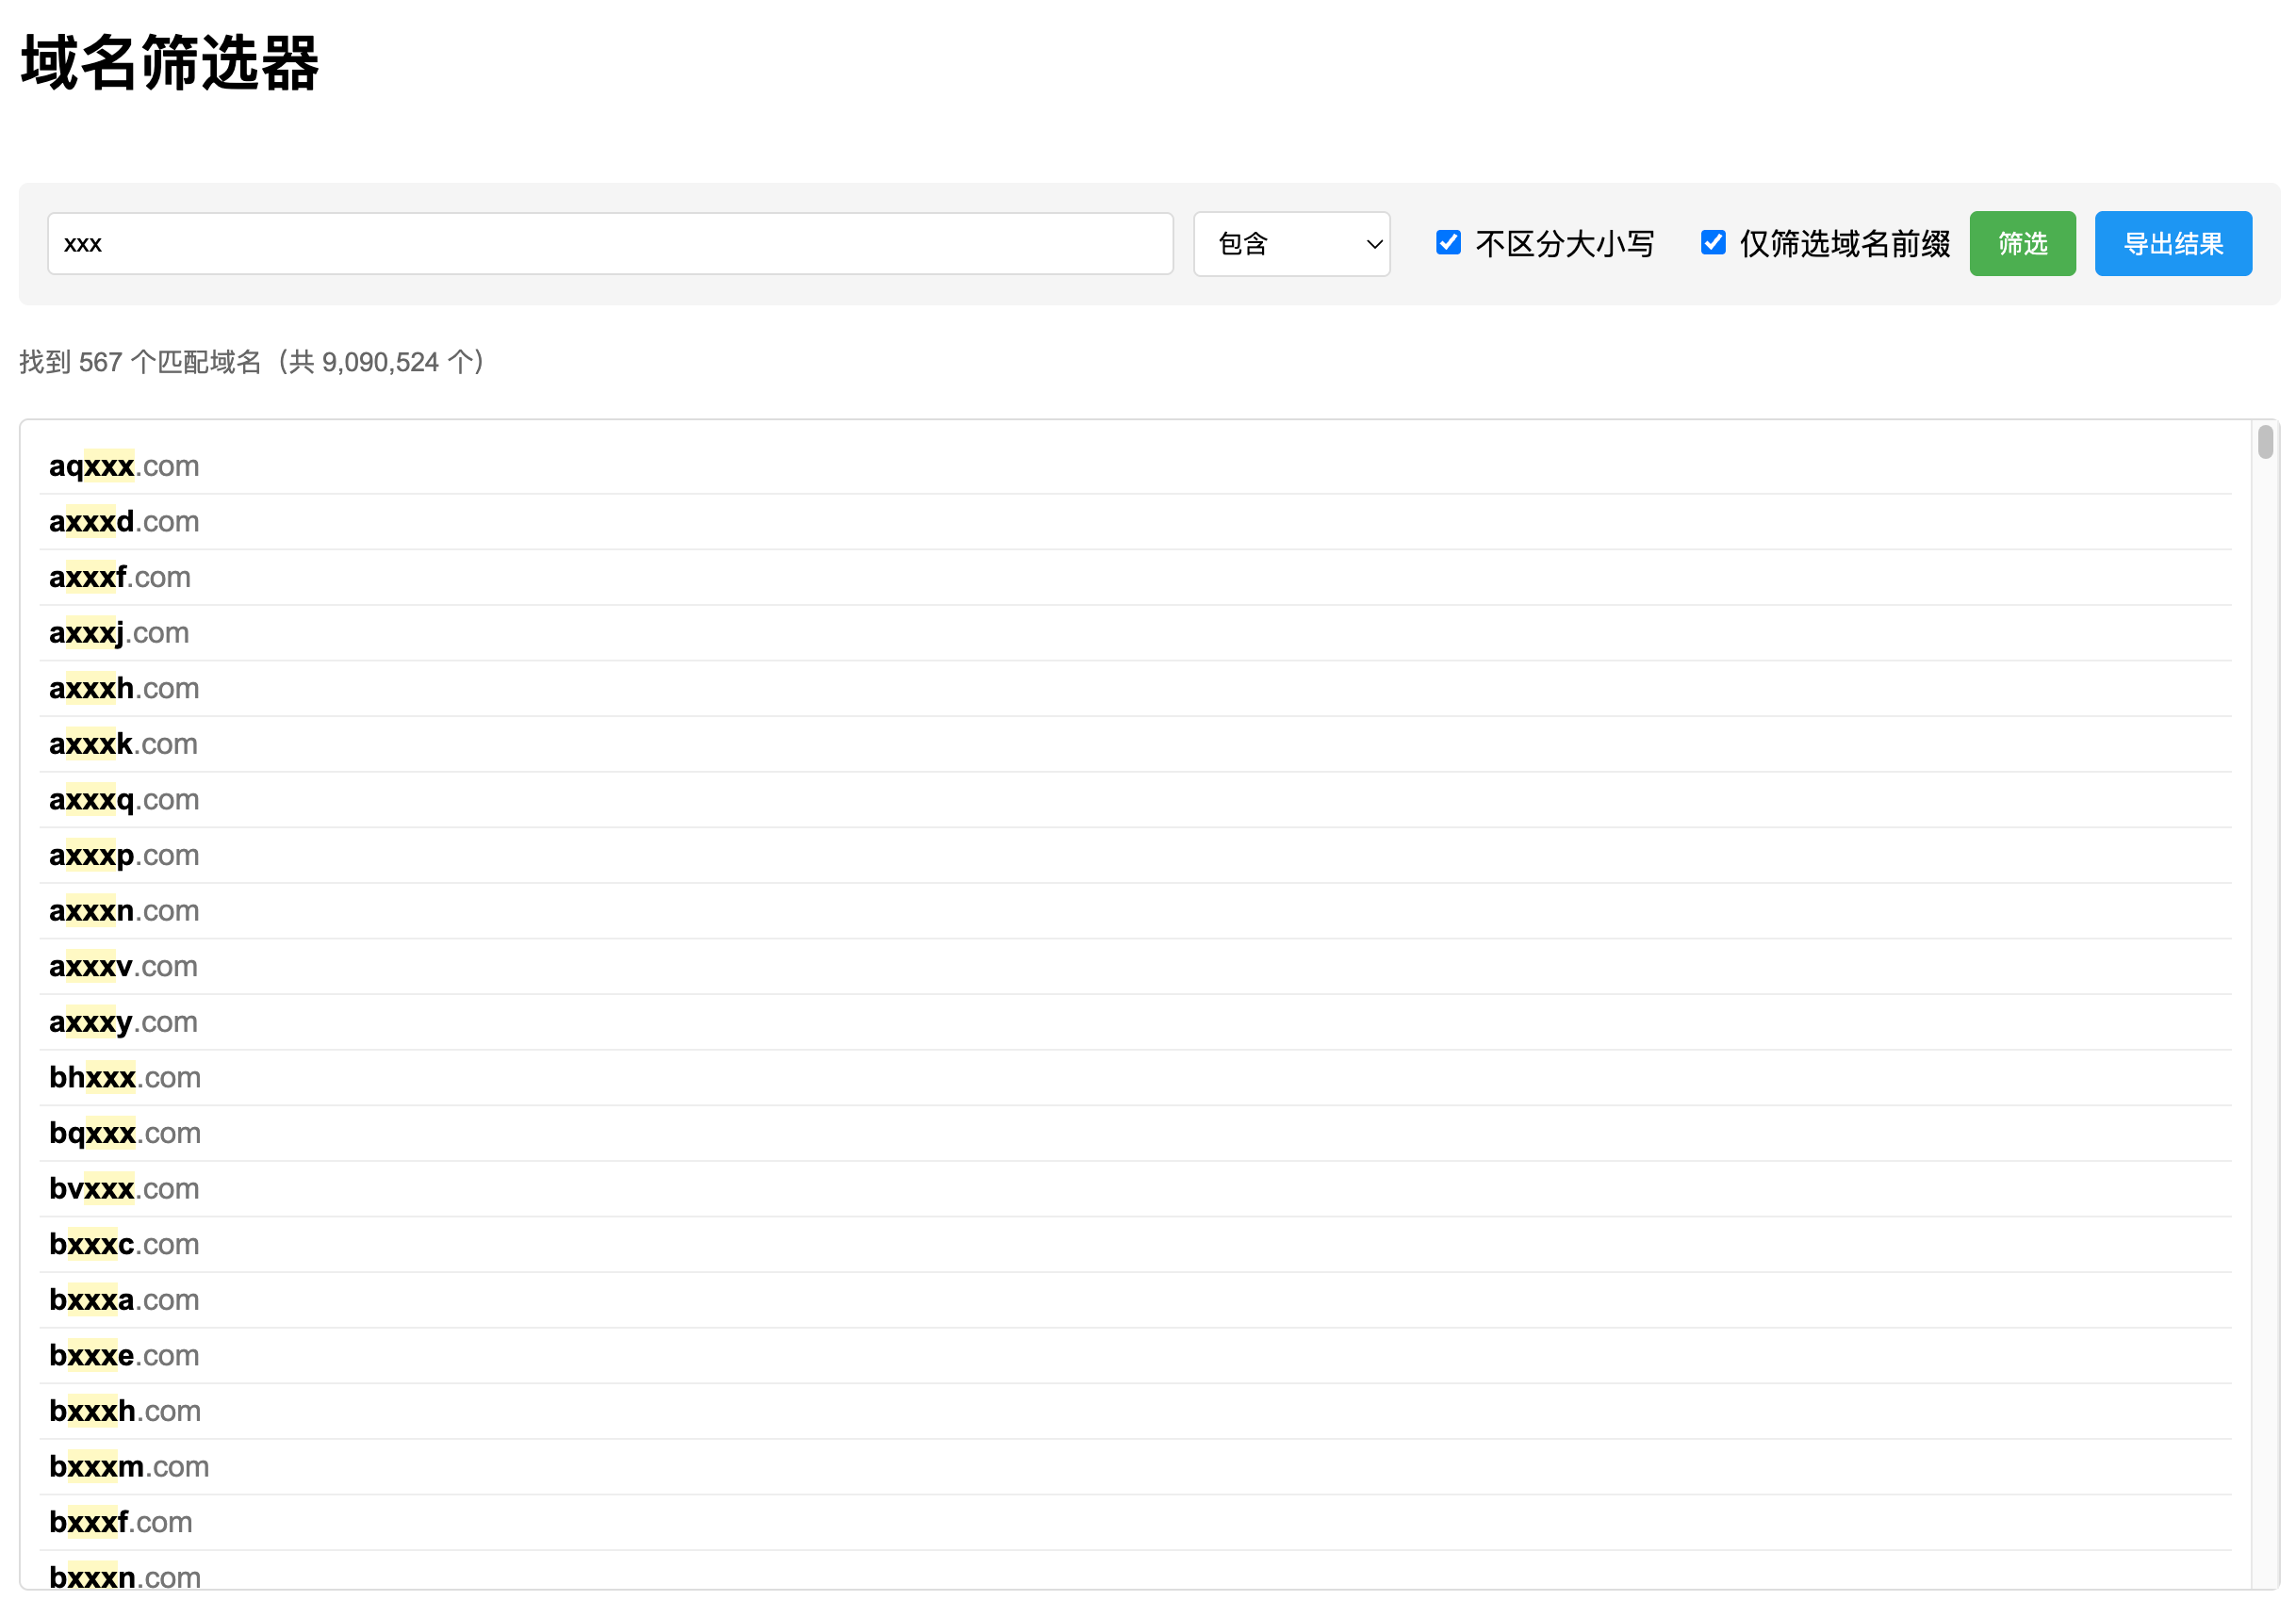 域名筛选器
xxx 包含 不区分大小写 仅筛选域名前缀 筛选 导出结果
找到 567 个匹配域名（共 9,090,524 个）
aqxxx.com
axxxd.com
axxxf.com
axxxj.com
axxxh.com
axxxk.com
axxxq.com
axxxp.com
axxxn.com
axxxv.com
axxxy.com
bhxxx.com
bqxxx.com
bvxxx.com
bxxxc.com
bxxxa.com
bxxxe.com
bxxxh.com
bxxxm.com
bxxxf.com
bxxxn.com